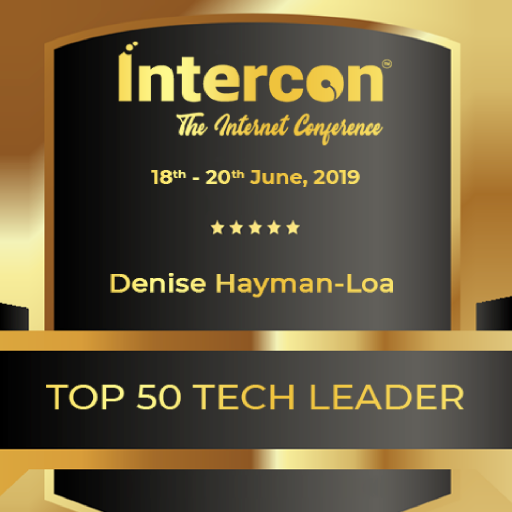 intercon™
The Internet Conference
18th - 20th June, 2019
Denise Hayman-Loa
TOP 50 TECH LEADER